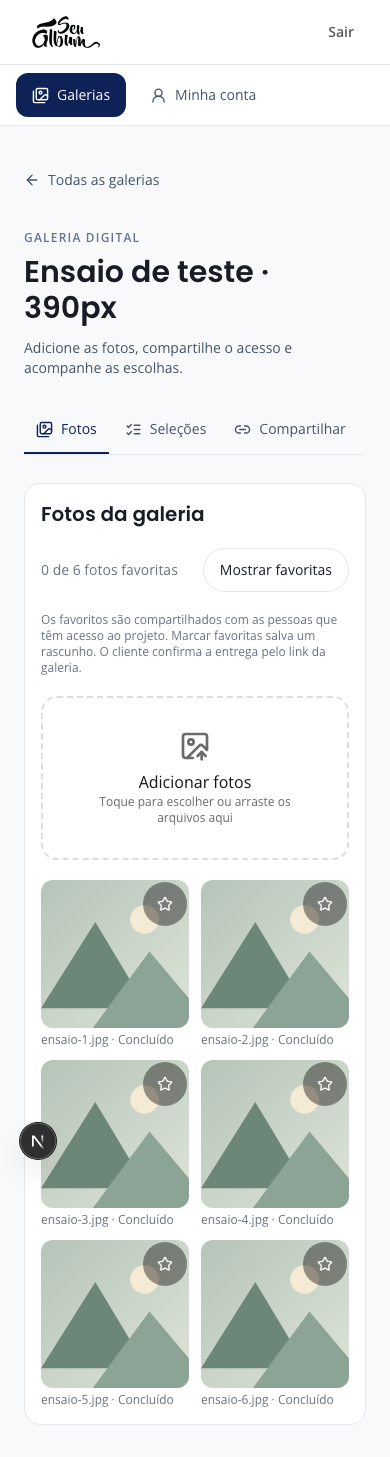 Seu
Álbum
Sair
Galerias
Minha conta
Todas as galerias
GALERIA DIGITAL
Ensaio de teste ·
390px
Adicione as fotos, compartilhe o acesso e
acompanhe as escolhas.
Fotos
Seleções
Compartilhar
Fotos da galeria
0 de 6 fotos favoritas
Mostrar favoritas
Os favoritos são compartilhados com as pessoas que
têm acesso ao projeto. Marcar favoritas salva um
rascunho. O cliente confirma a entrega pelo link da
galeria.
Adicionar fotos
Toque para escolher ou arraste os
arquivos aqui
ensaio-1.jpg · Concluído
ensaio-2.jpg · Concluído
N
ensaio-3.jpg · Concluído
ensaio-4.jpg · Concluído
ensaio-5.jpg · Concluído
ensaio-6.jpg · Concluído